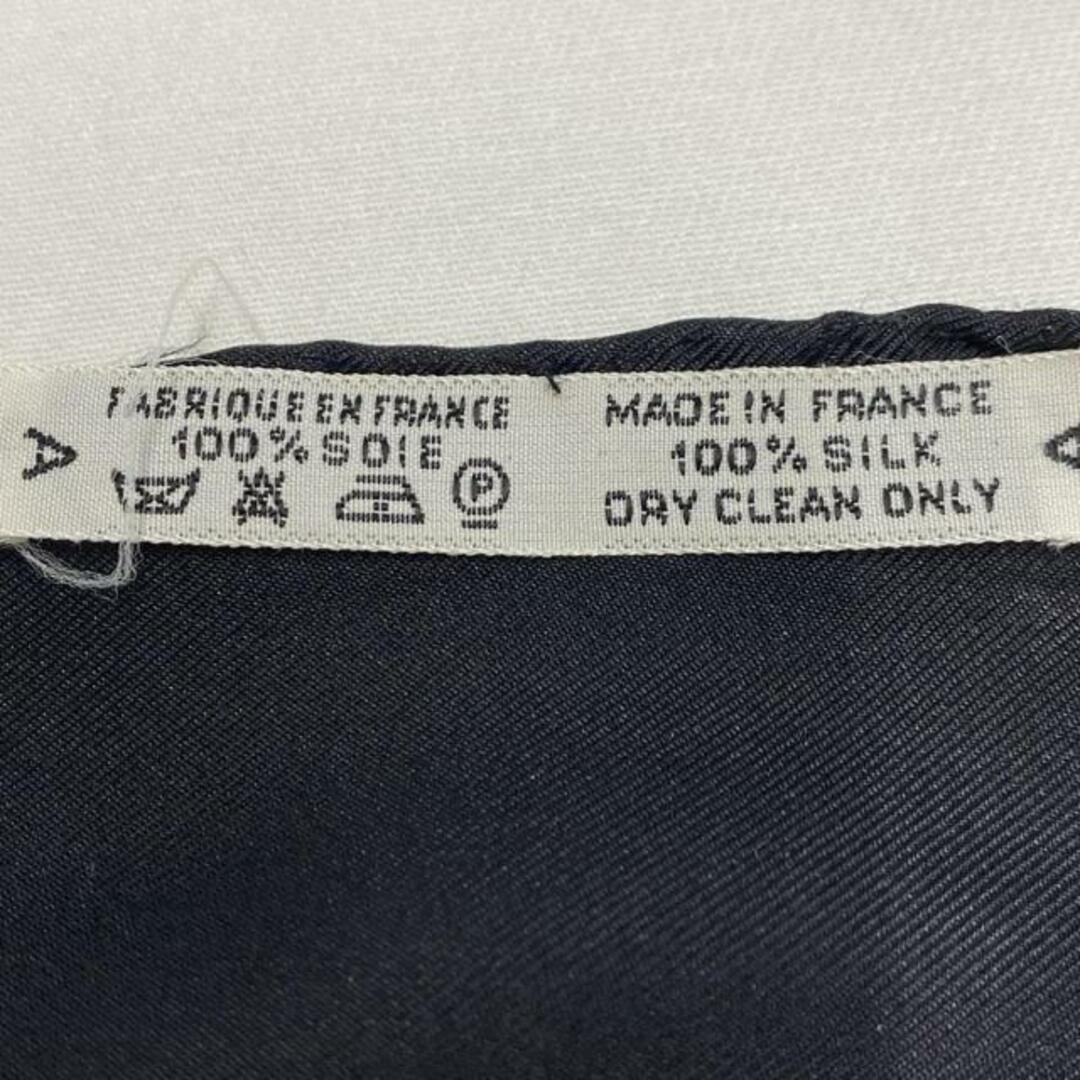 FABRIQUE EN FRANCE
100% SOIE
P
MADE IN FRANCE
100% SILK
DRY CLEAN ONLY
A